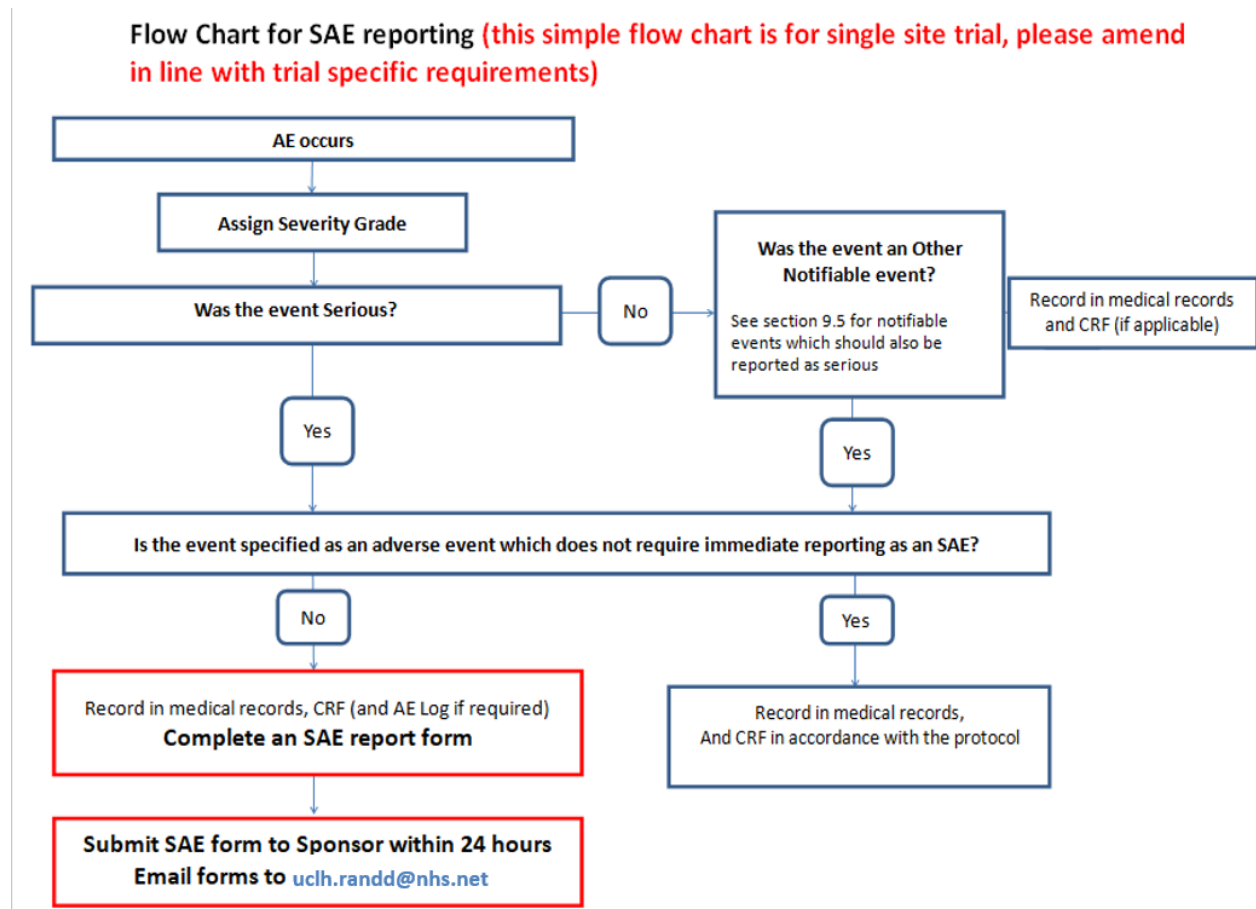 Flow Chart for SAE reporting (this simple flow chart is for single site trial, please amend
in line with trial specific requirements)
AE occurs
Assign Severity Grade
Was the event Serious?
No
Was the event an Other
Notifiable event?
See section 9.5 for notifiable
events which should also be
reported as serious
Record in medical records
and CRF (if applicable)
Yes
Yes
Is the event specified as an adverse event which does not require immediate reporting as an SAE?
No
Yes
Record in medical records, CRF (and AE Log if required)
Complete an SAE report form
Record in medical records,
And CRF in accordance with the protocol
Submit SAE form to Sponsor within 24 hours
Email forms to uclh.randd@nhs.net